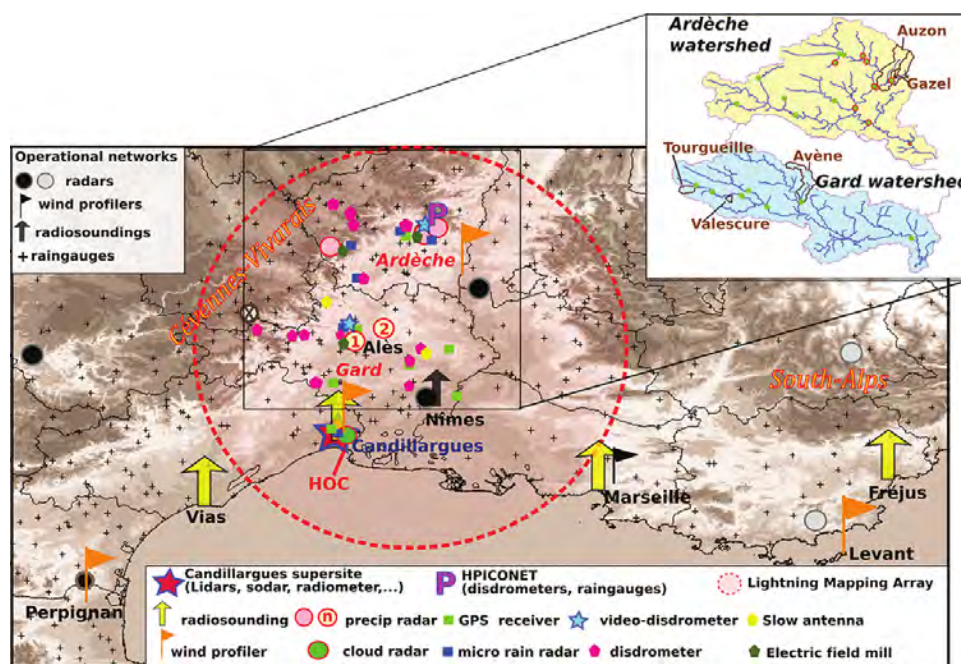 Ardèche
watershed
Auzon
Gazel
Tourgueille
Avène
Gard watershed
Valescure
Operational networks
radars
wind profilers
radiosoundings
raingauges
Cévennes-Vivarais
P
Ardèche
X
2
1
Alès
Gard
South-Alps
Nîmes
Candillargues
HOC
Vias
Marseille
Fréjus
Levant
Perpignan
Candillargues supersite
(Lidars, sodar, radiometer,...)
P HPICONET
(disdrometers, raingauges)
Lightning Mapping Array
radiosounding
n precip radar
GPS receiver
video-disdrometer
Slow antenna
wind profiler
cloud radar
micro rain radar
disdrometer
Electric field mill